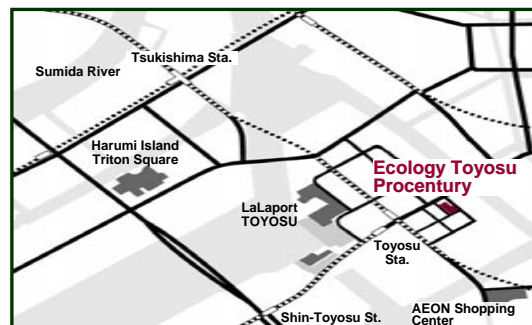 Tsukishima Sta.
Sumida River
Harumi Island
Triton Square
Ecology Toyosu
Procentury
LaLaport
TOYOSU
Toyosu
Sta.
Shin-Toyosu St.
AEON Shopping
Center